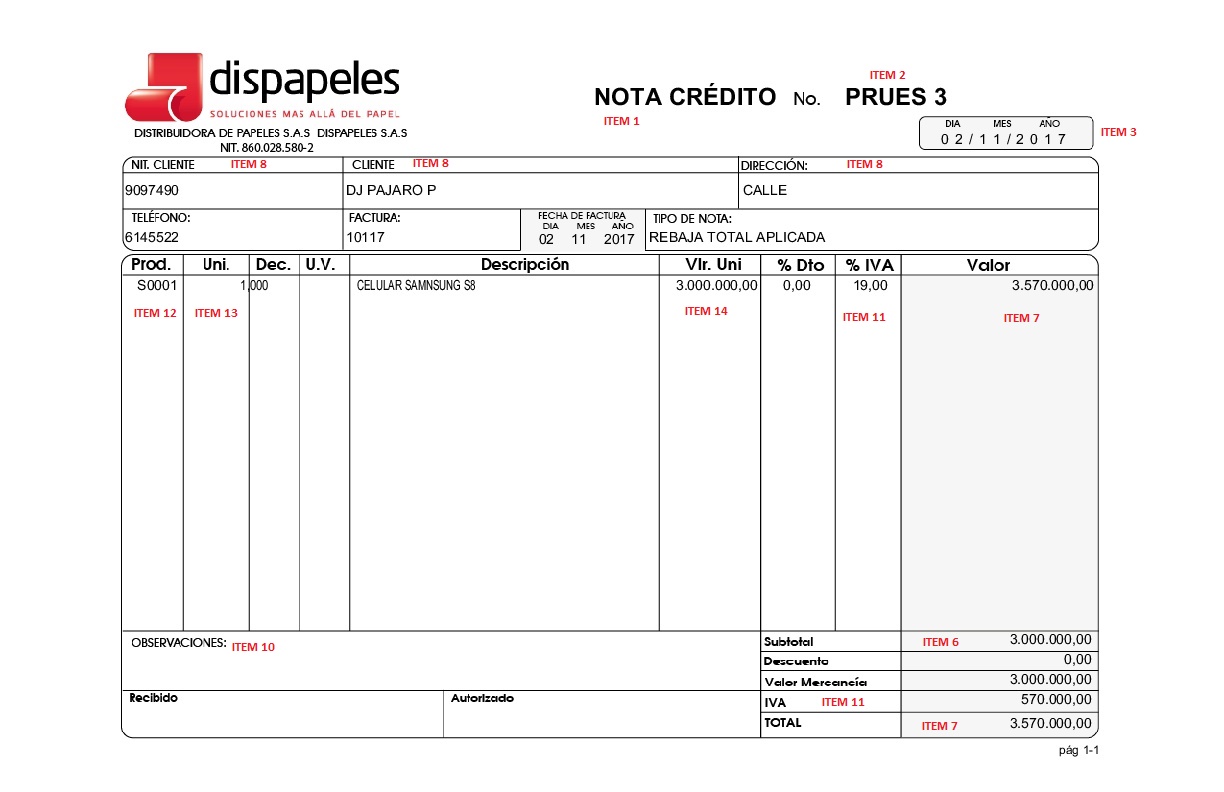 dispapeles
SOLUCIONES MAS ALLÁ DEL PAPEL
DISTRIBUIDORA DE PAPELES S.A.S DISPAPELES S.A.S
NIT. 860.028.580-2
ITEM 2
NOTA CRÉDITO No. PRUES 3
ITEM 1
DIA MES AÑO
02/11/2017
ITEM 3
NIT. CLIENTE ITEM 8 CLIENTE ITEM 8 DIRECCIÓN: ITEM 8
9097490 DJ PAJARO P CALLE
TELÉFONO: FACTURA: FECHA DE FACTURA TIPO DE NOTA:
DIA MES AÑO
6145522 10117 02 11 2017 REBAJA TOTAL APLICADA
Prod. Uni. Dec. U.V. Descripción Vlr. Uni % Dto % IVA Valor
S0001 1,000 CELULAR SAMNSUNG S8 3.000.000,00 0,00 19,00 3.570.000,00
ITEM 12 ITEM 13 ITEM 14 ITEM 11 ITEM 7
OBSERVACIONES: ITEM 10 Subtotal ITEM 6 3.000.000,00
Descuento 0,00
Valor Mercancía 3.000.000,00
Recibido Autorizado IVA ITEM 11 570.000,00
TOTAL ITEM 7 3.570.000,00
pág 1-1